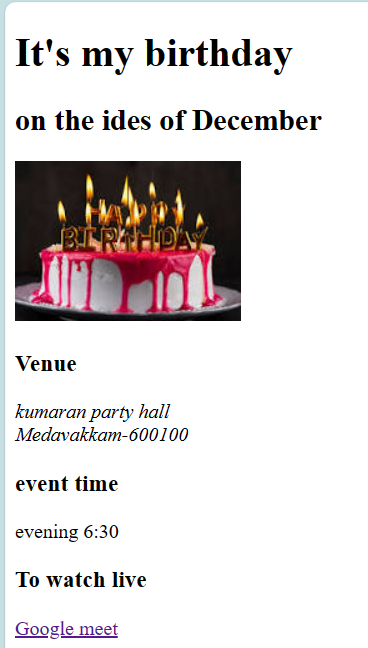 It's my birthday
on the ides of December
HAPPY
BIRTHDAY
Venue
kumaran party hall
Medavakkam-600100
event time
evening 6:30
To watch live
Google meet